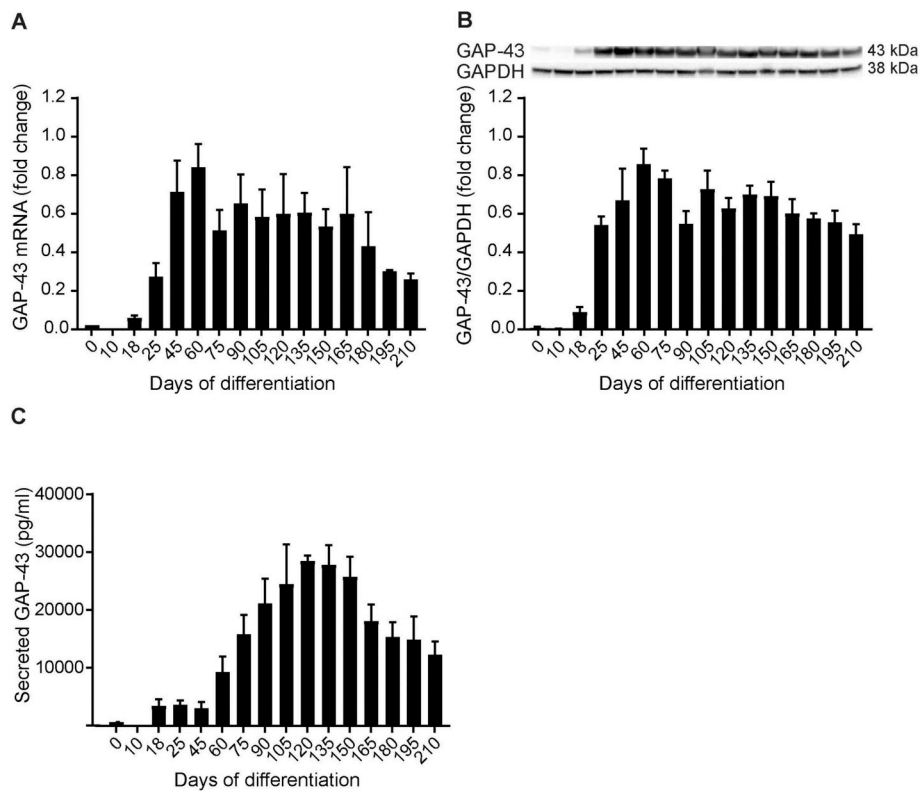 A
GAP-43 mRNA (fold change)
1.2
1.0
0.8
0.6
0.4
0.2
0.0
0 10 18 25 45 60 75 90 105 120 135 150 165 180 195 210
Days of differentiation
B
GAP-43 43 kDa
GAPDH 38 kDa
GAP-43/GAPDH (fold change)
1.2
1.0
0.8
0.6
0.4
0.2
0.0
0 10 18 25 45 60 75 90 105 120 135 150 165 180 195 210
Days of differentiation
C
Secreted GAP-43 (pg/ml)
40000
30000
20000
10000
0 10 18 25 45 60 75 90 105 120 135 150 165 180 195 210
Days of differentiation